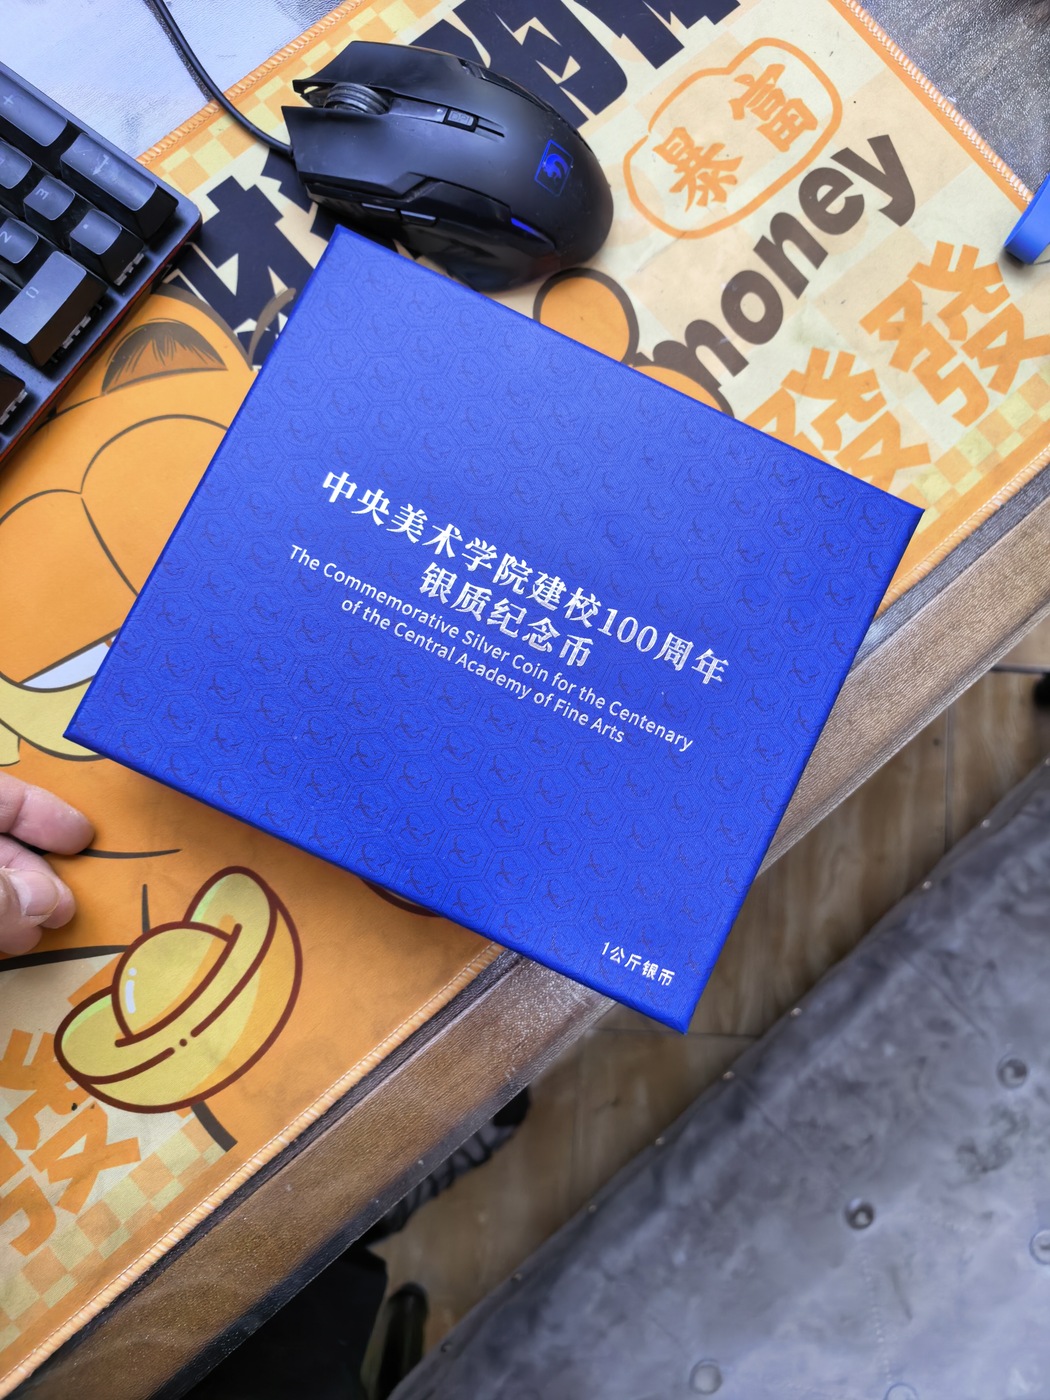 暴富
money
發
發
中央美术学院建校100周年
银质纪念币
The Commemorative Silver Coin for the Centenary
of the Central Academy of Fine Arts
1公斤银币